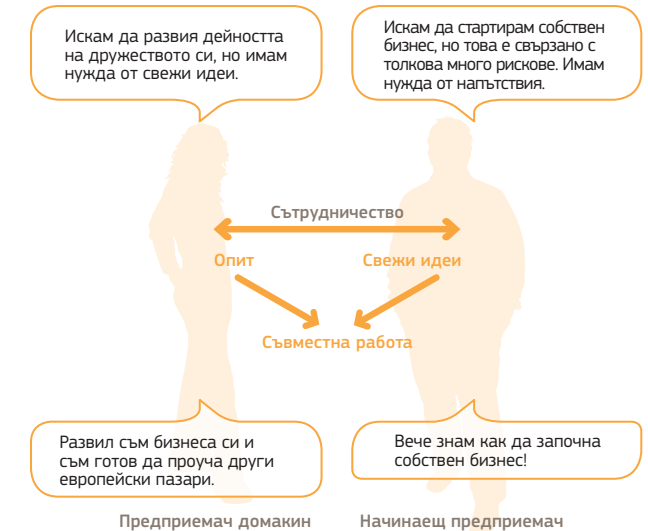 Искам да развия дейността
на дружеството си, но имам
нужда от свежи идеи.
Искам да стартирам собствен
бизнес, но това е свързано с
толкова много рискове. Имам
нужда от напътствия.
Сътрудничество
Опит
Свежи идеи
Съвместна работа
Развил съм бизнеса си и
съм готов да проуча други
европейски пазари.
Вече знам как да започна
собствен бизнес!
Предприемач домакин
Начинаещ предприемач